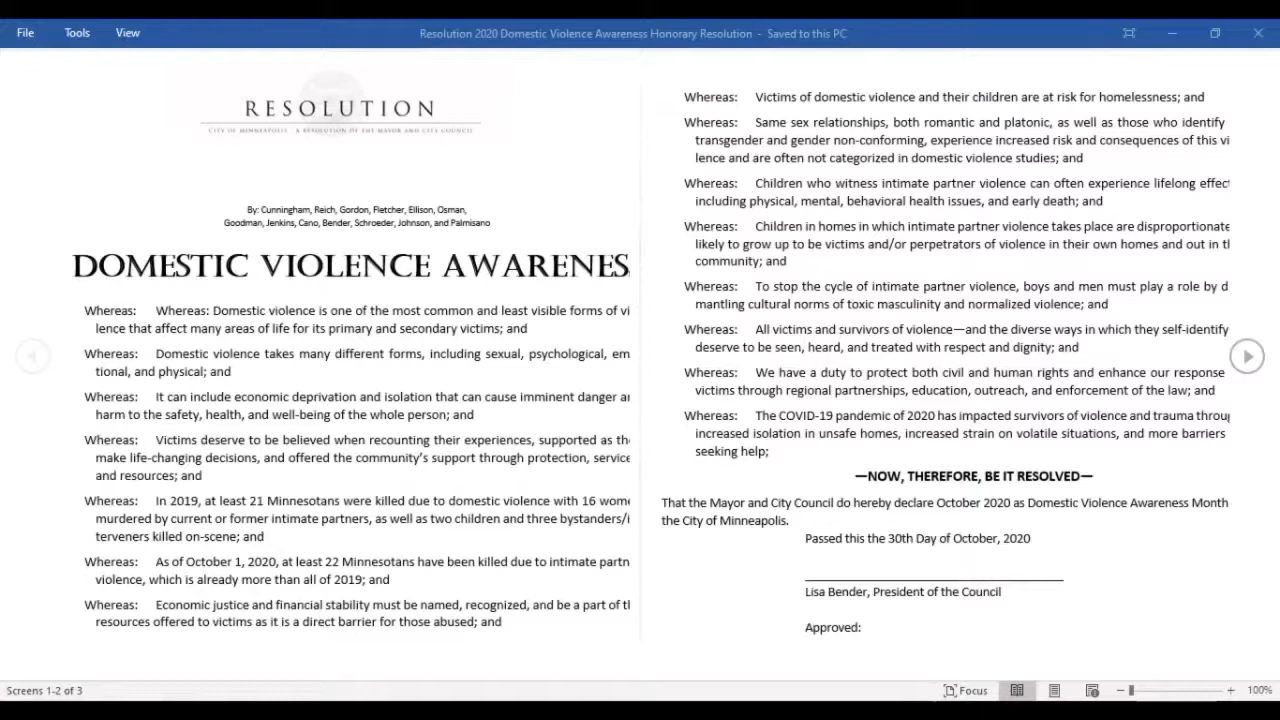 File Tools View Resolution 2020 Domestic Violence Awareness Honorary Resolution - Saved to this PC
RESOLUTION
CITY OF MINNEAPOLIS A RESOLUTION OF THE MAYOR AND CITY COUNCIL
By: Cunningham, Reich, Gordon, Fletcher, Ellison, Osman,
Goodman, Jenkins, Cano, Bender, Schroeder, Johnson, and Palmisano
DOMESTIC VIOLENCE AWARENES
Whereas: Whereas: Domestic violence is one of the most common and least visible forms of vi
lence that affect many areas of life for its primary and secondary victims; and
Whereas: Domestic violence takes many different forms, including sexual, psychological, em
tional, and physical; and
Whereas: It can include economic deprivation and isolation that can cause imminent danger a
harm to the safety, health, and well-being of the whole person; and
Whereas: Victims deserve to be believed when recounting their experiences, supported as th
make life-changing decisions, and offered the community's support through protection, service
and resources; and
Whereas: In 2019, at least 21 Minnesotans were killed due to domestic violence with 16 wome
murdered by current or former intimate partners, as well as two children and three bystanders/i
terveners killed on-scene; and
Whereas: As of October 1, 2020, at least 22 Minnesotans have been killed due to intimate partn
violence, which is already more than all of 2019; and
Whereas: Economic justice and financial stability must be named, recognized, and be a part of t
resources offered to victims as it is a direct barrier for those abused; and
Whereas: Victims of domestic violence and their children are at risk for homelessness; and
Whereas: Same sex relationships, both romantic and platonic, as well as those who identify
transgender and gender non-conforming, experience increased risk and consequences of this vi
lence and are often not categorized in domestic violence studies; and
Whereas: Children who witness intimate partner violence can often experience lifelong effec
including physical, mental, behavioral health issues, and early death; and
Whereas: Children in homes in which intimate partner violence takes place are disproportionate
likely to grow up to be victims and/or perpetrators of violence in their own homes and out in t
community; and
Whereas: To stop the cycle of intimate partner violence, boys and men must play a role by d
mantling cultural norms of toxic masculinity and normalized violence; and
Whereas: All victims and survivors of violence—and the diverse ways in which they self-identify
deserve to be seen, heard, and treated with respect and dignity; and
Whereas: We have a duty to protect both civil and human rights and enhance our response
victims through regional partnerships, education, outreach, and enforcement of the law; and
Whereas: The COVID-19 pandemic of 2020 has impacted survivors of violence and trauma throu
increased isolation in unsafe homes, increased strain on volatile situations, and more barriers
seeking help;
—NOW, THEREFORE, BE IT RESOLVED—
That the Mayor and City Council do hereby declare October 2020 as Domestic Violence Awareness Month
the City of Minneapolis.
Passed this the 30th Day of October, 2020
Lisa Bender, President of the Council
Approved:
Screens 1-2 of 3 Focus 100%